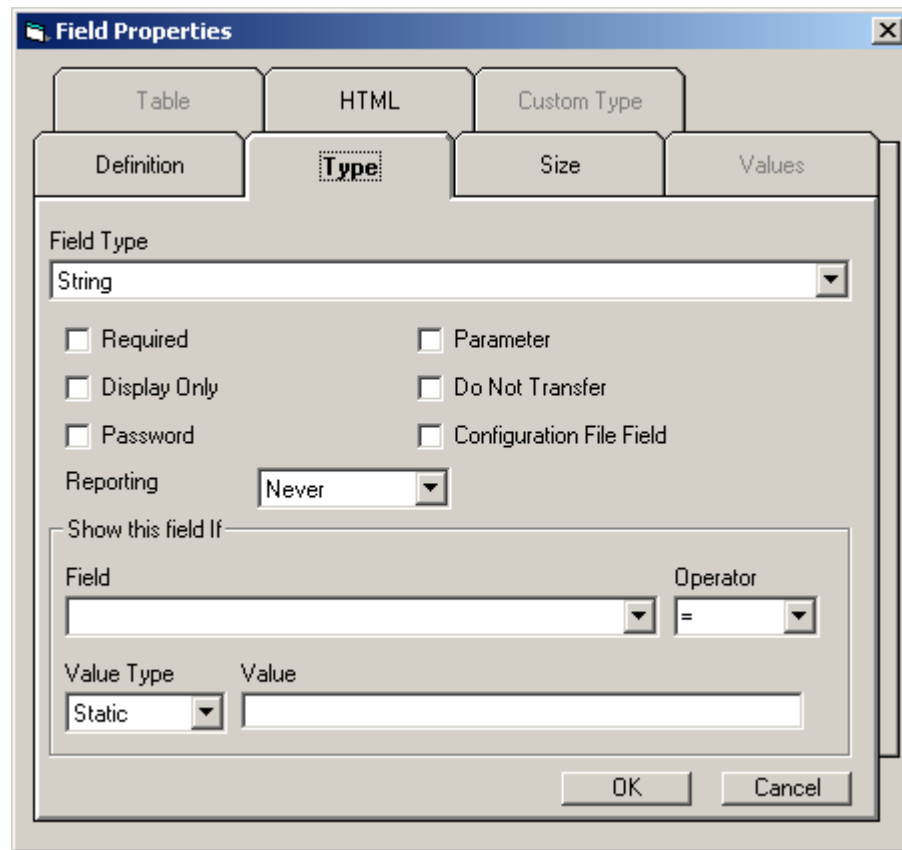 Field Properties
Table HTML Custom Type
Definition Type Size Values
Field Type
String
Required Parameter
Display Only Do Not Transfer
Password Configuration File Field
Reporting Never
Show this field If
Field Operator
=
Value Type Value
Static
OK Cancel